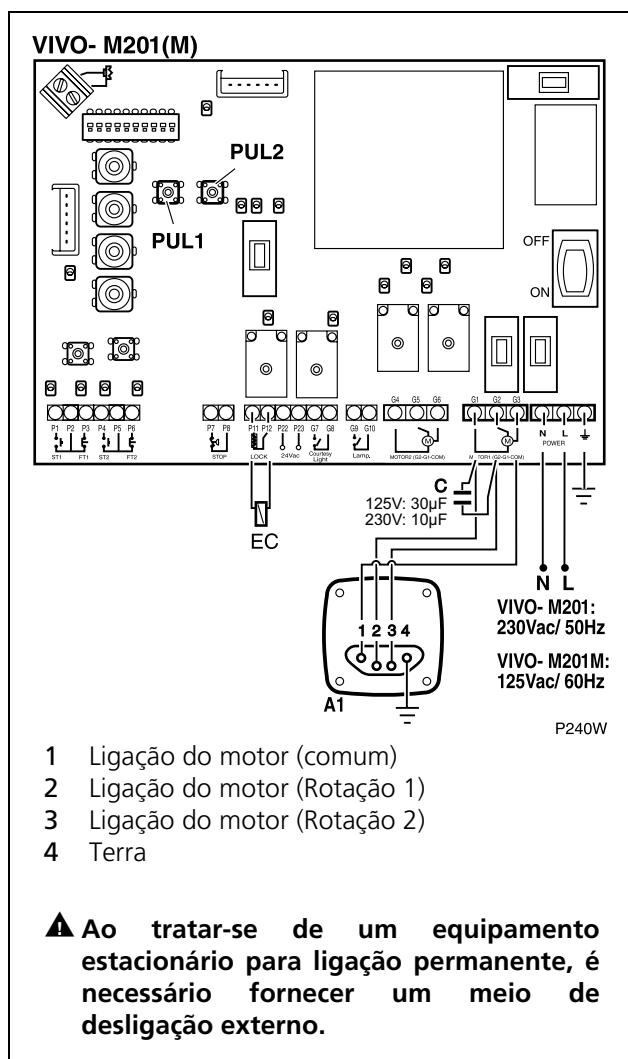 VIVO- M201(M)
PUL2
PUL1
OFF
ON
G4 G5 G6
G1 G2 G3
P1 P2 P3 P4 P5 P6
P7 P8
P11 P12 P22 P23 G7 G8
G9 G10
N L
ST1 FT1 ST2 FT2
STOP
LOCK
24Vac
Courtesy
Light
Lamp.
MOTOR2 (G2-G1-COM)
M TOR1 (G2-G1-COM)
M
M
POWER
C
125V: 30µF
230V: 10µF
EC
N L
1 2 3 4
VIVO- M201:
230Vac/ 50Hz
VIVO- M201M:
125Vac/ 60Hz
A1
P240W
1 Ligação do motor (comum)
2 Ligação do motor (Rotação 1)
3 Ligação do motor (Rotação 2)
4 Terra
Ao tratar-se de um equipamento
estacionário para ligação permanente, é
necessário fornecer um meio de
desligação externo.